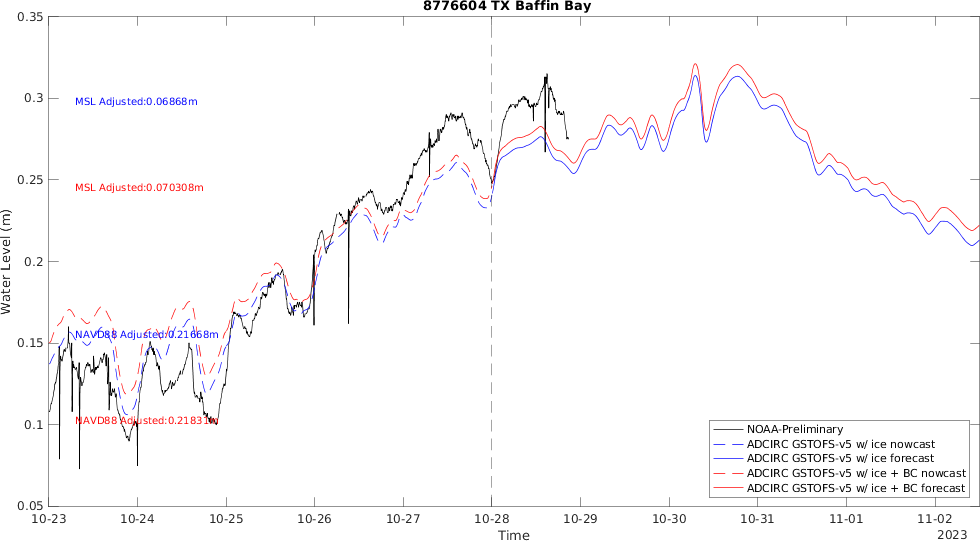 8776604 TX Baffin Bay
0.35
0.3
0.25
0.2
0.15
0.1
0.05
Water Level (m)
MSL Adjusted:0.06868m
MSL Adjusted:0.070308m
NAVD88 Adjusted:0.21668m
NAVD88 Adjusted:0.21831m
NOAA-Preliminary
ADCIRC GSTOFS-v5 w/ ice nowcast
ADCIRC GSTOFS-v5 w/ ice forecast
ADCIRC GSTOFS-v5 w/ ice + BC nowcast
ADCIRC GSTOFS-v5 w/ ice + BC forecast
10-23 10-24 10-25 10-26 10-27 10-28 10-29 10-30 10-31 11-01 11-02
Time
2023